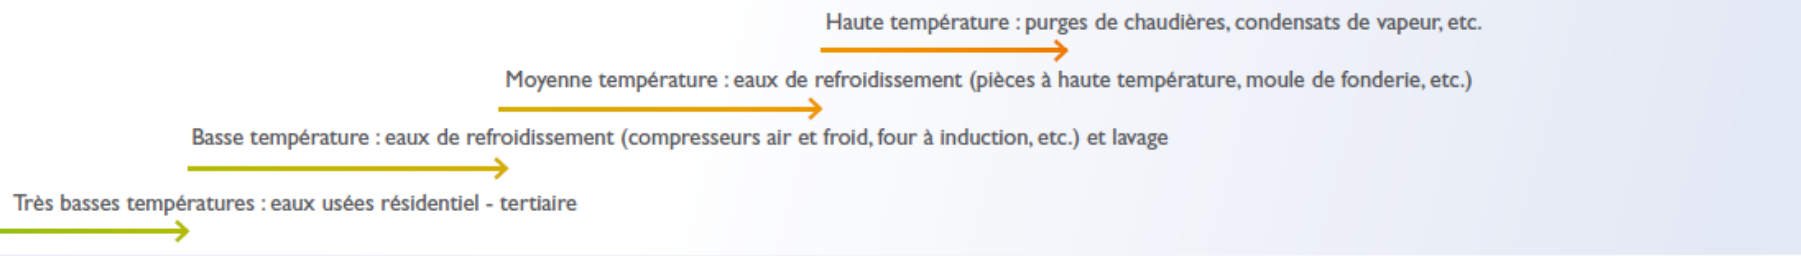 Haute température : purges de chaudières, condensats de vapeur, etc.
Moyenne température : eaux de refroidissement (pièces à haute température, moule de fonderie, etc.)
Basse température : eaux de refroidissement (compresseurs air et froid, four à induction, etc.) et lavage
Très basses températures : eaux usées résidentiel - tertiaire